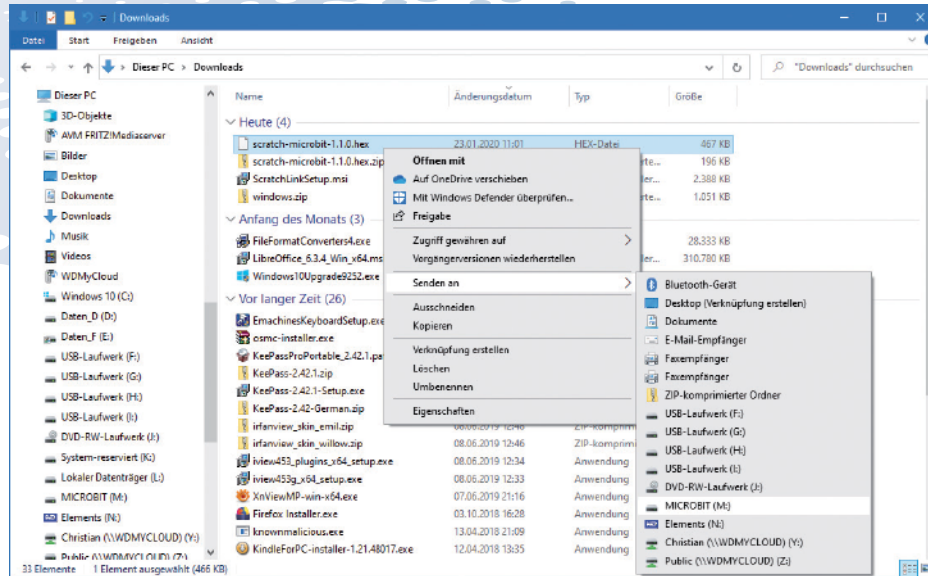 Downloads
Datei Start Freigeben Ansicht
Dieser PC Downloads "Downloads" durchsuchen
Dieser PC
3D-Objekte
AVM FRITZ!Mediaserver
Bilder
Desktop
Dokumente
Downloads
Musik
Videos
WDMyCloud
Windows 10 (C:)
Daten_D (D:)
Daten_F (E:)
USB-Laufwerk (F:)
USB-Laufwerk (G:)
USB-Laufwerk (H:)
USB-Laufwerk (I:)
DVD-RW-Laufwerk (J:)
System-reserviert (K:)
Lokaler Datenträger (L:)
MICROBIT (M:)
Elements (N:)
Christian (\\WDMYCLOUD) (Y:)
Public (\\WDMYCLOUD) (Z:)
Name Änderungsdatum Typ Größe
Heute (4)
scratch-microbit-1.1.0.hex 23.01.2020 11:01 HEX-Datei 467 KB
scratch-microbit-1.1.0.hex.zip rte... 196 KB
ScratchLinkSetup.msi ler... 2.388 KB
windows.zip rte... 1.051 KB
Anfang des Monats (3)
FileFormatConverters4.exe 28.333 KB
LibreOffice_6.3.4_Win_x64.ms ler... 310.780 KB
Windows10Upgrade9252.exe
Vor langer Zeit (26)
EmachinesKeyboardSetup.exe
osmc-installer.exe
KeePassProPortable_2.42.1.pa
KeePass-2.42.1.zip
KeePass-2.42.1-Setup.exe
KeePass-2.42-German.zip
irfanview_skin_emil.zip 08.06.2019 12:46 ZIP-komprimi
irfanview_skin_willow.zip 08.06.2019 12:46 ZIP-komprimi
iview453_plugins_x64_setup.exe 08.06.2019 12:34 Anwendung
iview453g_x64_setup.exe 08.06.2019 12:33 Anwendung
XnViewMP-win-x64.exe 07.06.2019 21:16 Anwendung
Firefox Installer.exe 03.10.2018 16:28 Anwendung
knownmalicious.exe 13.04.2018 21:09 Anwendung
KindleForPC-installer-1.21.48017.exe 12.04.2018 13:35 Anwendung
Öffnen mit
Auf OneDrive verschieben
Mit Windows Defender überprüfen...
Freigabe
Zugriff gewähren auf
Vorgängerversionen wiederherstellen
Senden an
Ausschneiden
Kopieren
Verknüpfung erstellen
Löschen
Umbenennen
Eigenschaften
Bluetooth-Gerät
Desktop (Verknüpfung erstellen)
Dokumente
E-Mail-Empfänger
Faxempfänger
Faxempfänger
ZIP-komprimierter Ordner
USB-Laufwerk (F:)
USB-Laufwerk (G:)
USB-Laufwerk (H:)
USB-Laufwerk (I:)
DVD-RW-Laufwerk (J:)
MICROBIT (M:)
Elements (N:)
Christian (\\WDMYCLOUD) (Y:)
Public (\\WDMYCLOUD) (Z:)
33 Elemente 1 Element ausgewählt (466 KB)